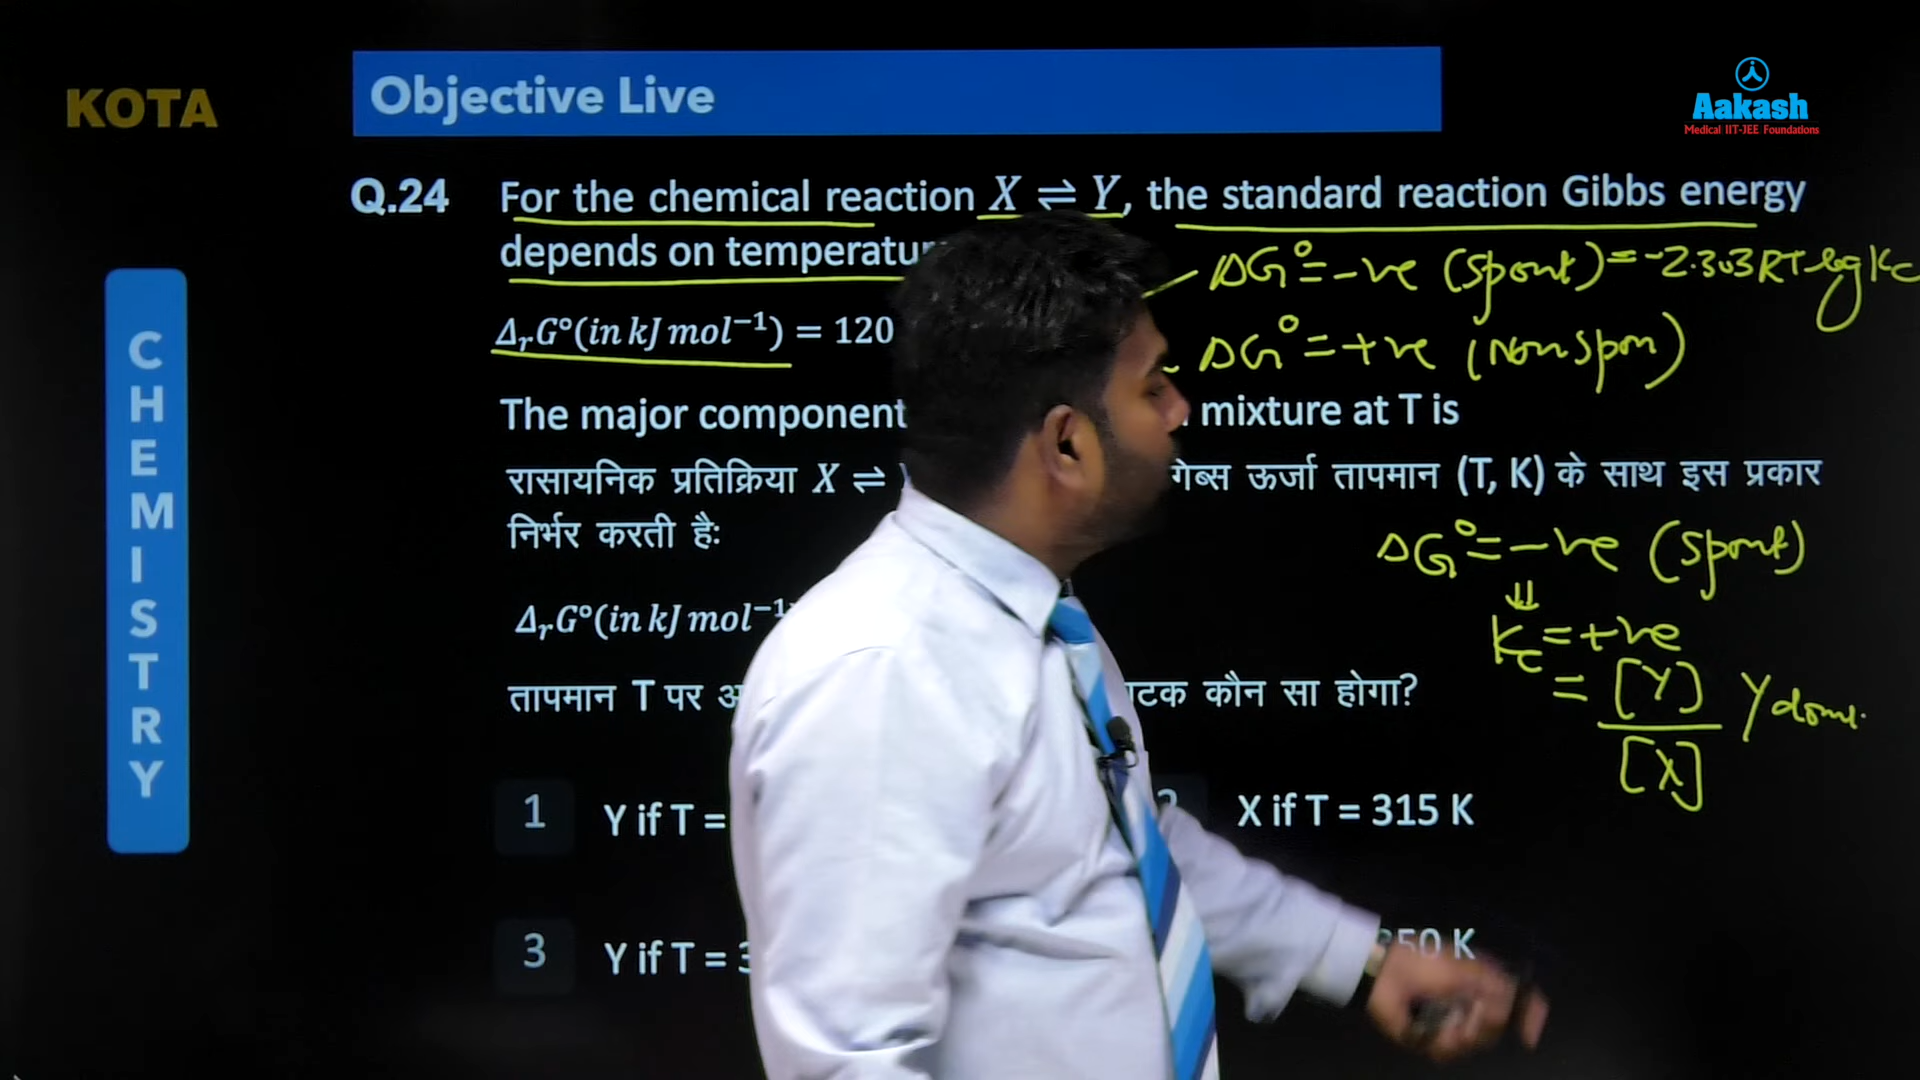 KOTA
Objective Live
Aakash
Medical IIT-JEE Foundations
CHEMISTRY
Q.24 For the chemical reaction X ⇌ Y, the standard reaction Gibbs energy
depends on
ΔG° = -ve (Spont) = -2.303RT log Kc
ΔᵣG°(in kJ mol⁻¹) = 120
ΔG° = +ve (Non Spon)
The major component mixture at T is
रासायनिक प्रतिक्रिया X ⇌ ऊर्जा तापमान (T, K) के साथ इस प्रकार
निर्भर करती है:
ΔG° = -ve (Spont)
⇓
ΔᵣG°(in kJ mol⁻¹
Kc = +ve
= [Y] / [X]
तापमान T पर कौन सा होगा?
1 Y if T =
X if T = 315 K
3 Y if T =
K